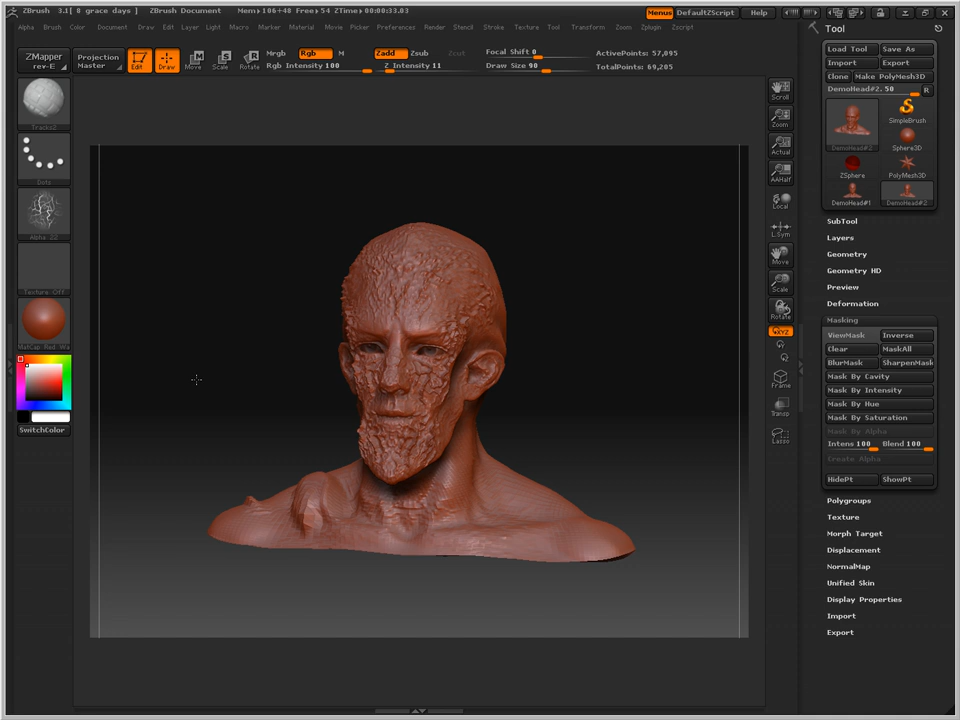 ZBrush 3.1[ 8 grace days ] ZBrush Document Mem>186+48 Free>54 ZTime>00:00:33.03
Menus DefaultZScript Help
Alpha Brush Color Document Draw Edit Layer Light Macro Marker Material Movie Picker Preferences Render Stencil Stroke Texture Tool Transform Zoom Zplugin Zscript
ZMapper
rev-E
Projection
Master
Edit
Draw
Move
Scale
Rotate
Mrgb Rgb M
Rgb Intensity 100
Zadd Zsub Zcut
Z Intensity 11
Focal Shift 0
Draw Size 90
ActivePoints: 57,095
TotalPoints: 69,205
Tracks2
Dots
Alpha 22
Texture Off
MatCap Red Wa
SwitchColor
Scroll
Zoom
Actual
AAHalf
Local
L.Sym
Move
Scale
Rotate
XYZ
Frame
Transp
Lasso
Tool
Load Tool Save As
Import Export
Clone Make PolyMesh3D
DemoHead#2. 50 R
DemoHead#2
SimpleBrush
Sphere3D
ZSphere PolyMesh3D
DemoHead#1 DemoHead#2
SubTool
Layers
Geometry
Geometry HD
Preview
Deformation
Masking
ViewMask Inverse
Clear MaskAll
BlurMask SharpenMask
Mask By Cavity
Mask By Intensity
Mask By Hue
Mask By Saturation
Mask By Alpha
Intens 100 Blend 100
Create Alpha
HidePt ShowPt
Polygroups
Texture
Morph Target
Displacement
NormalMap
Unified Skin
Display Properties
Import
Export